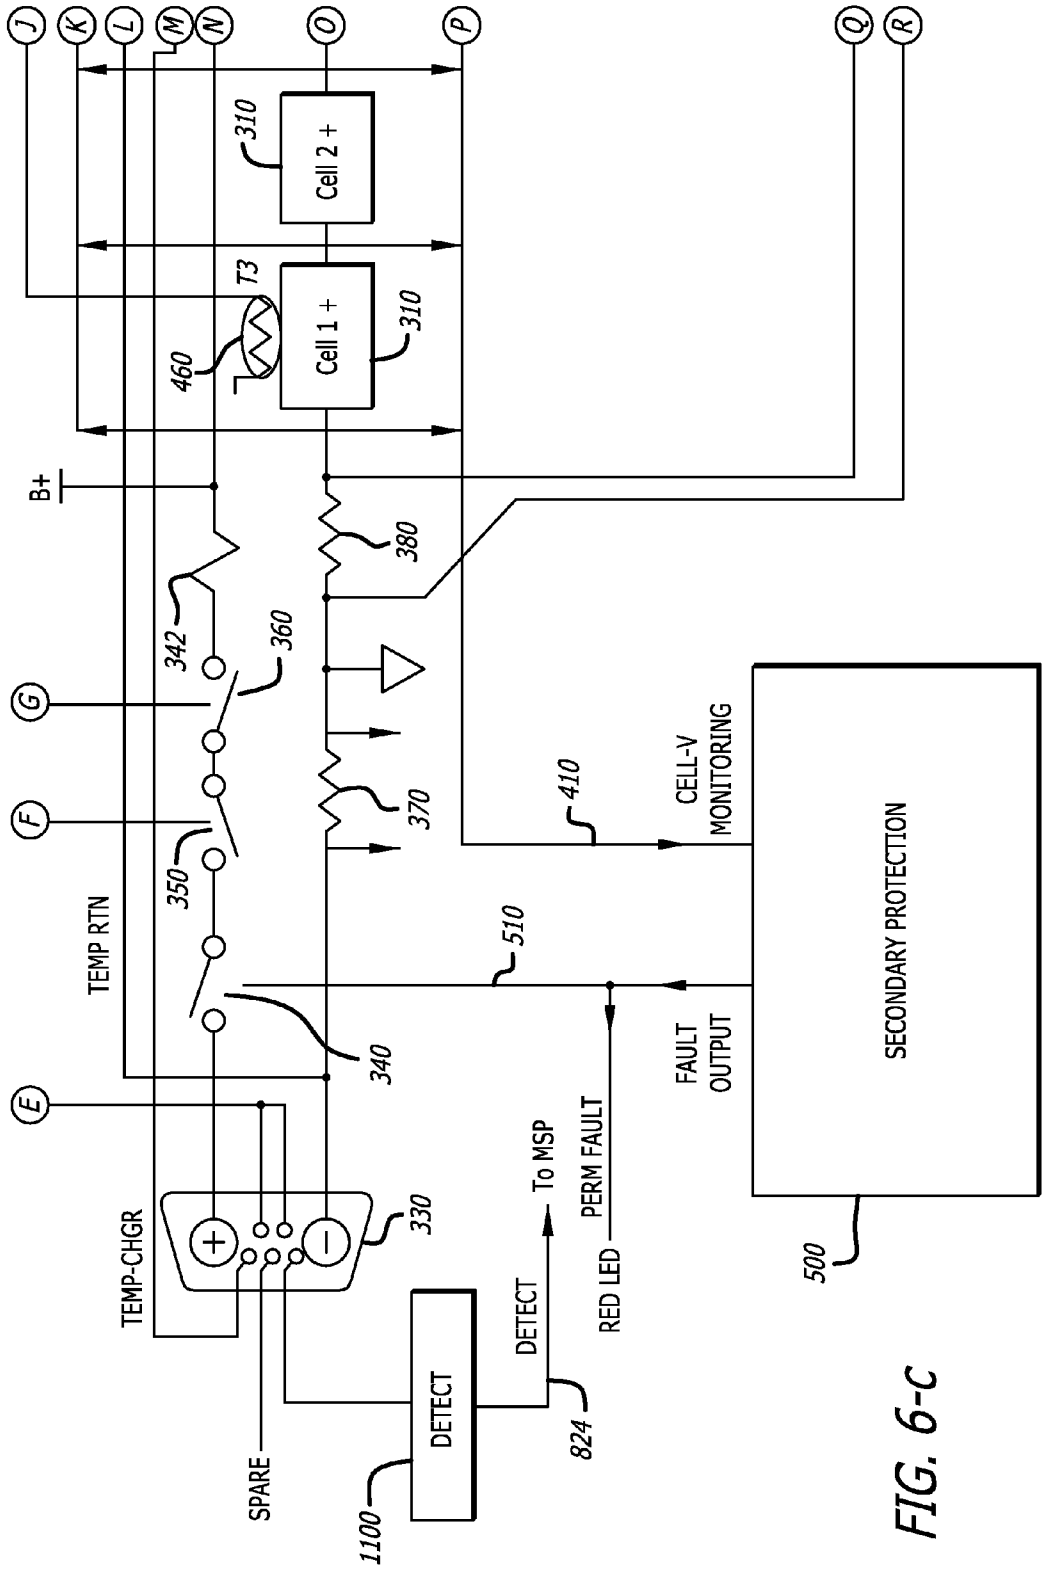 J
K
L
M
N
O
P
Q
R
Cell 2 +
310
T3
460
Cell 1 +
310
B+
342
G
360
380
F
350
370
TEMP RTN
340
E
TEMP-CHGR
330
SPARE
1100
DETECT
DETECT
To MSP
824
RED LED
PERM FAULT
510
FAULT
OUTPUT
410
CELL-V
MONITORING
SECONDARY PROTECTION
500
+
−
FIG. 6-C